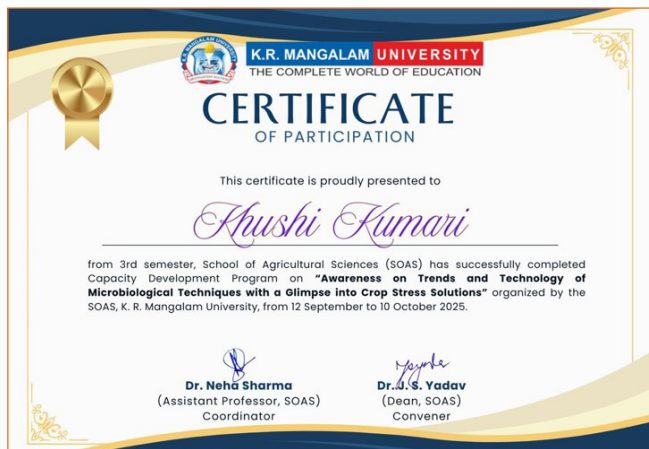 K.R. MANGALAM UNIVERSITY
THE COMPLETE WORLD OF EDUCATION
CERTIFICATE
OF PARTICIPATION
This certificate is proudly presented to
Khushi Kumari
from 3rd semester, School of Agricultural Sciences (SOAS) has successfully completed
Capacity Development Program on “Awareness on Trends and Technology of
Microbiological Techniques with a Glimpse into Crop Stress Solutions” organized by the
SOAS, K. R. Mangalam University, from 12 September to 10 October 2025.
Dr. Neha Sharma
(Assistant Professor, SOAS)
Coordinator
Dr. J. S. Yadav
(Dean, SOAS)
Convener